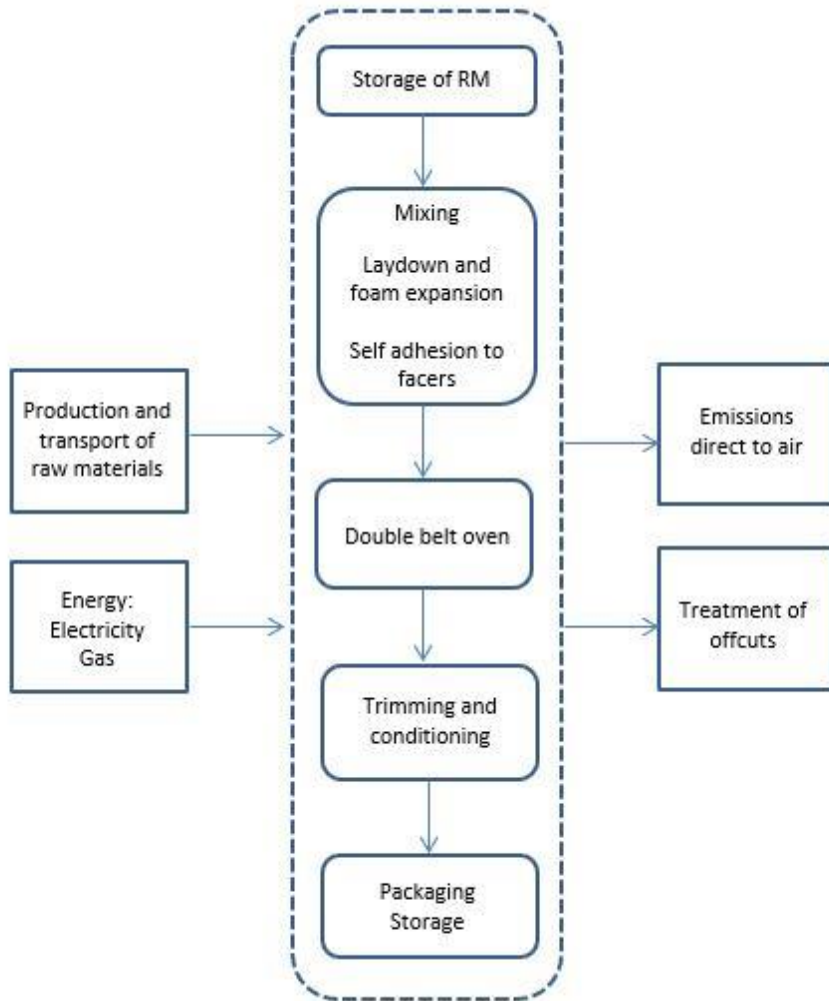 Storage of RM
Mixing
Laydown and
foam expansion
Self adhesion to
facers
Production and
transport of
raw materials
Emissions
direct to air
Double belt oven
Energy:
Electricity
Gas
Treatment of
offcuts
Trimming and
conditioning
Packaging
Storage